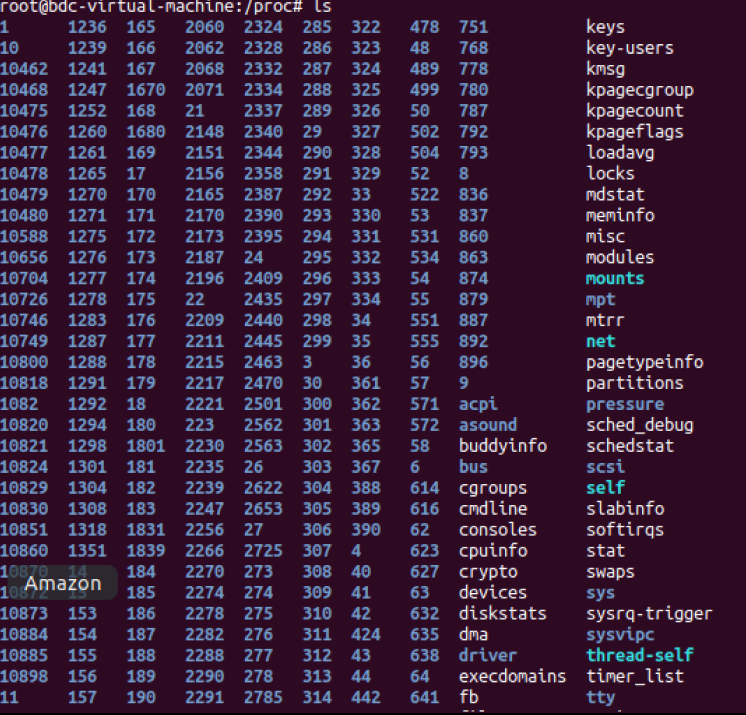 root@bdc-virtual-machine:/proc# ls
1 1236 165 2060 2324 285 322 478 751 keys
10 1239 166 2062 2328 286 323 48 768 key-users
10462 1241 167 2068 2332 287 324 489 778 kmsg
10468 1247 1670 2071 2334 288 325 499 780 kpagecgroup
10475 1252 168 21 2337 289 326 50 787 kpagecount
10476 1260 1680 2148 2340 29 327 502 792 kpageflags
10477 1261 169 2151 2344 290 328 504 793 loadavg
10478 1265 17 2156 2358 291 329 52 8 locks
10479 1270 170 2165 2387 292 33 522 836 mdstat
10480 1271 171 2170 2390 293 330 53 837 meminfo
10588 1275 172 2173 2395 294 331 531 860 misc
10656 1276 173 2187 24 295 332 534 863 modules
10704 1277 174 2196 2409 296 333 54 874 mounts
10726 1278 175 22 2435 297 334 55 879 mpt
10746 1283 176 2209 2440 298 34 551 887 mtrr
10749 1287 177 2211 2445 299 35 555 892 net
10800 1288 178 2215 2463 3 36 56 896 pagetypeinfo
10818 1291 179 2217 2470 30 361 57 9 partitions
1082 1292 18 2221 2501 300 362 571 acpi pressure
10820 1294 180 223 2562 301 363 572 asound sched_debug
10821 1298 1801 2230 2563 302 365 58 buddyinfo schedstat
10824 1301 181 2235 26 303 367 6 bus scsi
10829 1304 182 2239 2622 304 388 614 cgroups self
10830 1308 183 2247 2653 305 389 616 cmdline slabinfo
10851 1318 1831 2256 27 306 390 62 consoles softirqs
10860 1351 1839 2266 2725 307 4 623 cpuinfo stat
10870 14 184 2270 273 308 40 627 crypto swaps
Amazon
185 2274 274 309 41 63 devices sys
10873 153 186 2278 275 310 42 632 diskstats sysrq-trigger
10884 154 187 2282 276 311 424 635 dma sysvipc
10885 155 188 2288 277 312 43 638 driver thread-self
10898 156 189 2290 278 313 44 64 execdomains timer_list
11 157 190 2291 2785 314 442 641 fb tty